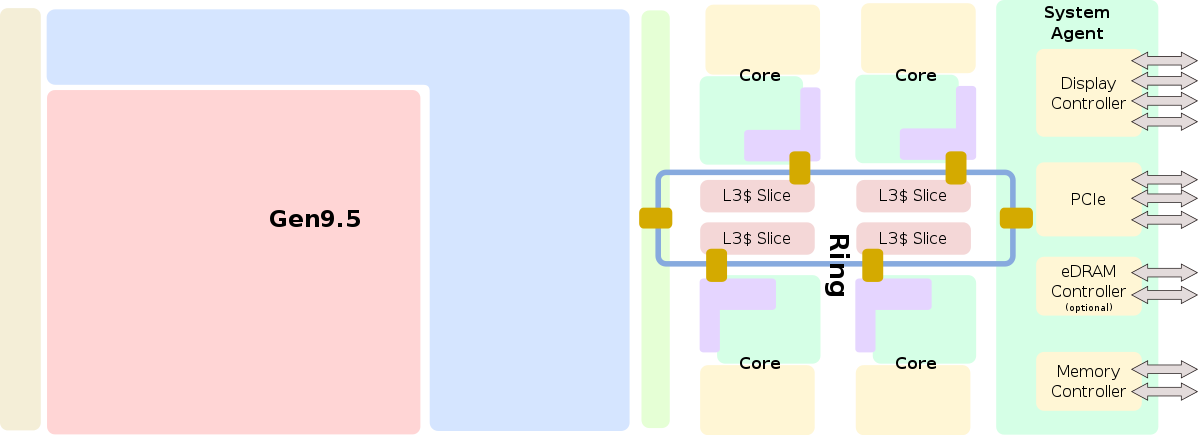 System
Agent
Core
Core
Display
Controller
L3$ Slice
L3$ Slice
PCIe
Gen9.5
L3$ Slice
L3$ Slice
Ring
eDRAM
Controller
(optional)
Core
Core
Memory
Controller